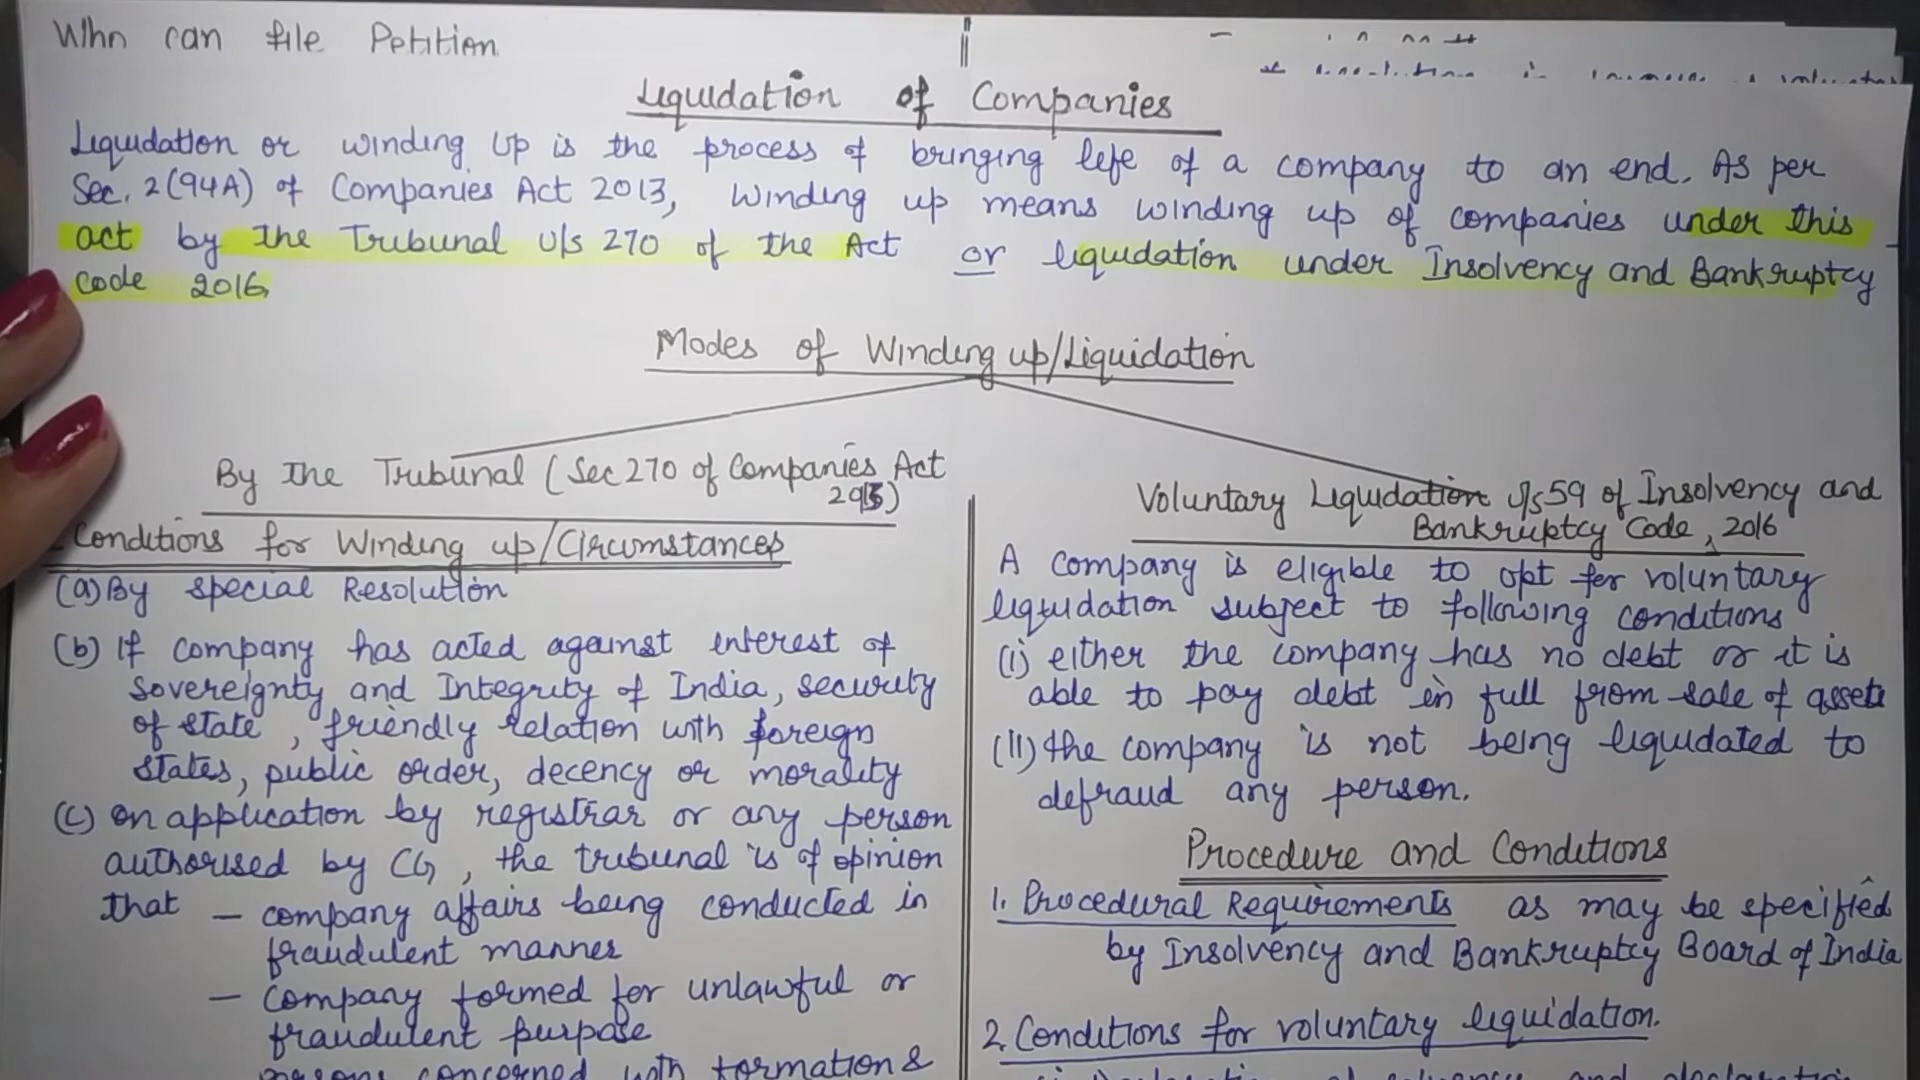 Who can file Petition
Liquidation of Companies
Liquidation or winding up is the process of bringing life of a company to an end. As per
Sec. 2(94A) of Companies Act 2013, winding up means winding up of companies under this
act by the Tribunal u/s 270 of the Act or liquidation under Insolvency and Bankruptcy
Code 2016.
Modes of Winding up/Liquidation
By the Tribunal (Sec 270 of Companies Act
2013)
Conditions for Winding up/Circumstances
(a) By special Resolution
(b) If company has acted against interest of
sovereignty and Integrity of India, security
of state, friendly relation with foreign
states, public order, decency or morality
(c) on application by registrar or any person
authorised by CG, the tribunal is of opinion
that - company affairs being conducted in
fraudulent manner
- company formed for unlawful or
fraudulent purpose
persons concerned with formation &
Voluntary Liquidation u/s 59 of Insolvency and
Bankruptcy Code, 2016
A company is eligible to opt for voluntary
liquidation subject to following conditions
(i) either the company has no debt or it is
able to pay debt in full from sale of assets
(ii) the company is not being liquidated to
defraud any person.
Procedure and Conditions
1. Procedural Requirements as may be specified
by Insolvency and Bankruptcy Board of India
2. Conditions for voluntary liquidation.